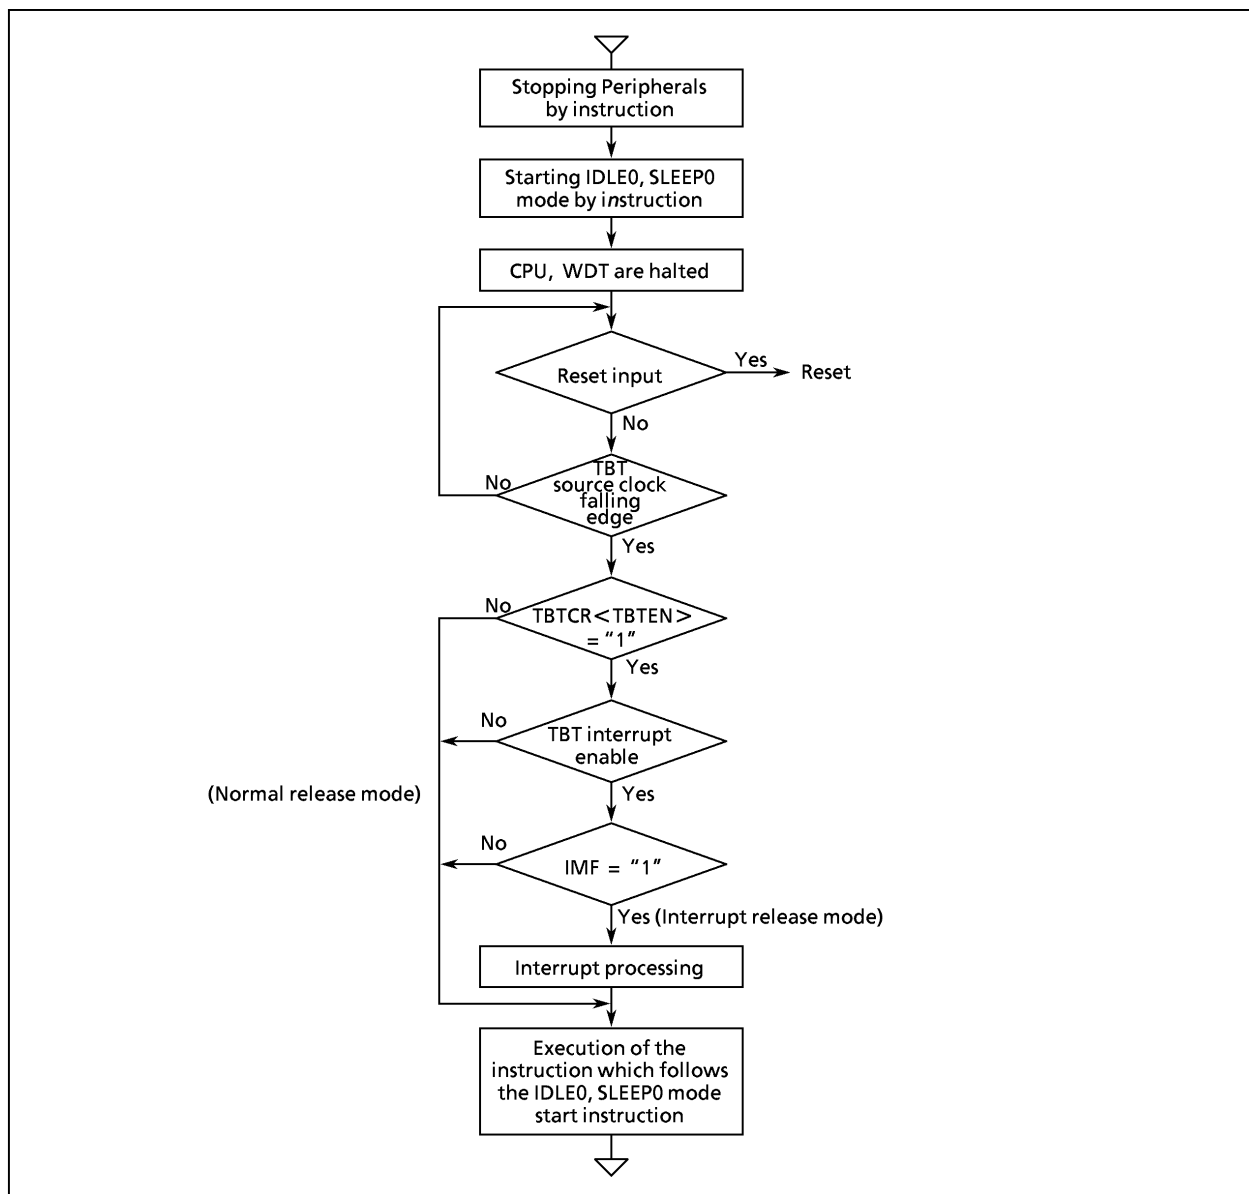 Stopping Peripherals
by instruction
Starting IDLE0, SLEEP0
mode by instruction
CPU, WDT are halted
Reset input
Yes
Reset
No
TBT
source clock
falling
edge
No
Yes
TBTCR<TBTEN>
= “1”
No
Yes
TBT interrupt
enable
No
Yes
(Normal release mode)
IMF = “1”
No
Yes (Interrupt release mode)
Interrupt processing
Execution of the
instruction which follows
the IDLE0, SLEEP0 mode
start instruction